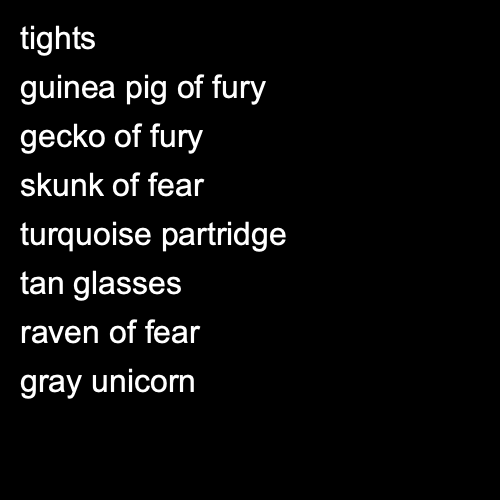 tights
guinea pig of fury
gecko of fury
skunk of fear
turquoise partridge
tan glasses
raven of fear
gray unicorn